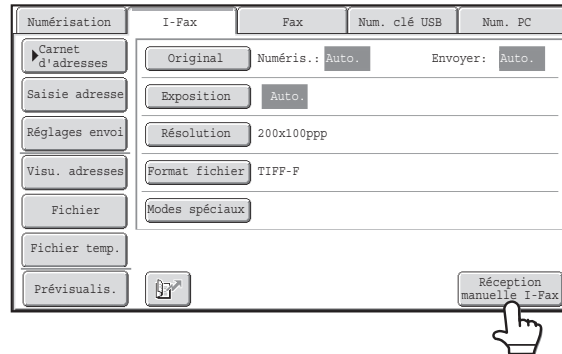 Numérisation
I-Fax
Fax
Num. clé USB
Num. PC
Carnet
d'adresses
Original
Numéris.:
Auto.
Envoyer:
Auto.
Saisie adresse
Exposition
Auto.
Réglages envoi
Résolution
200x100ppp
Visu. adresses
Format fichier
TIFF-F
Fichier
Modes spéciaux
Fichier temp.
Prévisualis.
Réception
manuelle I-Fax